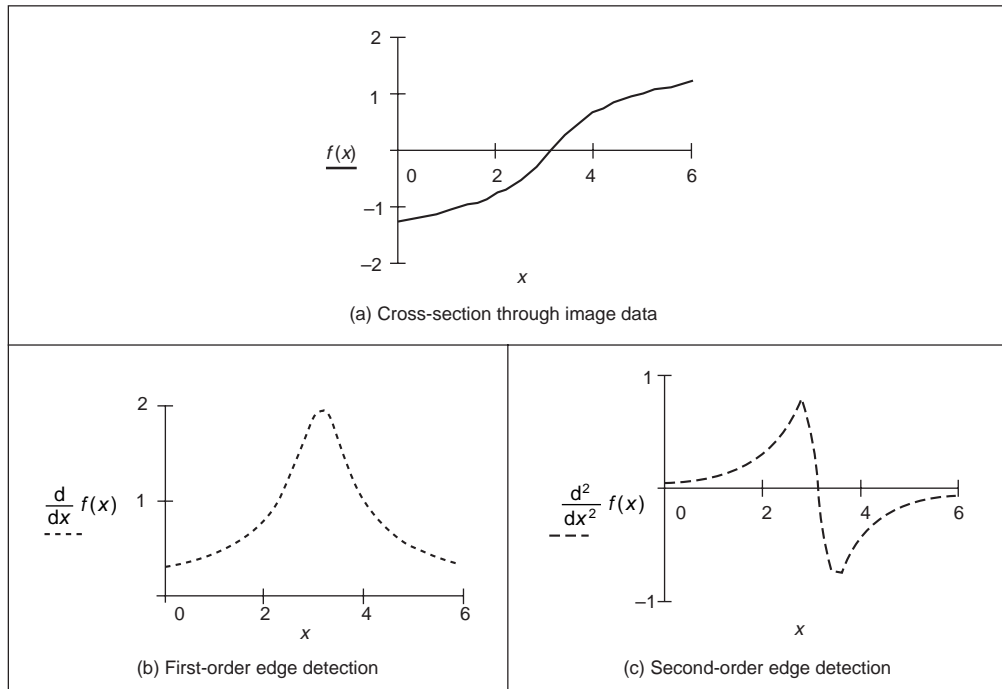 2
1
f(x)
0 2 4 6
–1
–2
x
(a) Cross-section through image data
2
d
dx f(x)
1
0 2 4 6
x
(b) First-order edge detection
1
d²
dx² f(x)
0 2 4 6
–1
x
(c) Second-order edge detection